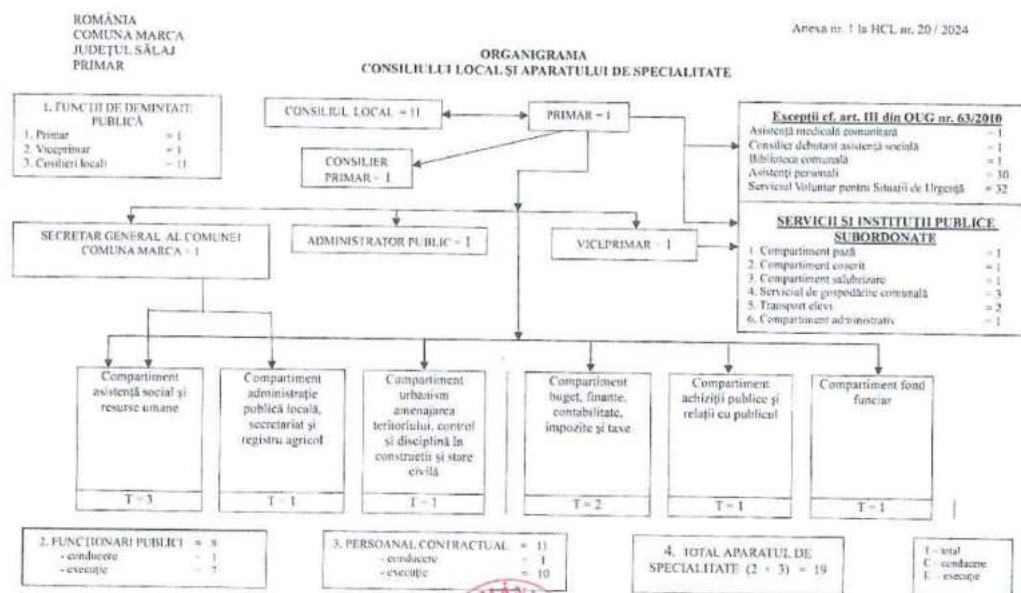 ROMÂNIA
COMUNA MARCA
JUDEȚUL SĂLAJ
PRIMAR
Anexa nr. 1 la HCL nr. 20 / 2024
ORGANIGRAMA
CONSILIULUI LOCAL ȘI APARATULUI DE SPECIALITATE
1. FUNCȚII DE DEMINTATE
PUBLICĂ
1. Primar = 1
2. Viceprimar = 1
3. Cosilieri locali = 11
CONSILIUL LOCAL = 11
PRIMAR = 1
CONSILIER
PRIMAR = 1
Excepții cf. art. III din OUG nr. 63/2010
Asistență medicală comunitară = 1
Consilier debutant asistență socială = 1
Biblioteca comunală = 1
Asistenți personali = 30
Serviciul Voluntar pentru Situații de Urgență = 32
SERVICII SI INSTITUȚII PUBLICE
SUBORDONATE
1. Compartiment pază = 1
2. Compartiment coșerit = 1
3. Compartiment salubrizare = 1
4. Serviciul de gospodărire comunală = 3
5. Transport elevi = 2
6. Compartiment administrativ = 1
SECRETAR GENERAL AL COMUNEI
COMUNA MARCA = 1
ADMINISTRATOR PUBLIC = 1
VICEPRIMAR = 1
Compartiment
asistență social și
resurse umane
T = 3
Compartiment
administrație
publică locală,
secretariat și
registru agricol
T = 1
Compartiment
urbanism
amenajarea
teritoriului, control
și disciplină în
construcții și stare
civilă
T = 1
Compartiment
buget, finanțe,
contabilitate,
impozite și taxe
T = 2
Compartiment
achiziții publice și
relații cu publicul
T = 1
Compartiment fond
funciar
T = 1
2. FUNCȚIONARI PUBLICI = 8
- conducere = 1
- execuție = 7
3. PERSOANAL CONTRACTUAL = 11
- conducere = 1
- execuție = 10
4. TOTAL APARATUL DE
SPECIALITATE (2 + 3) = 19
T - total
C - conducere
E - execuție